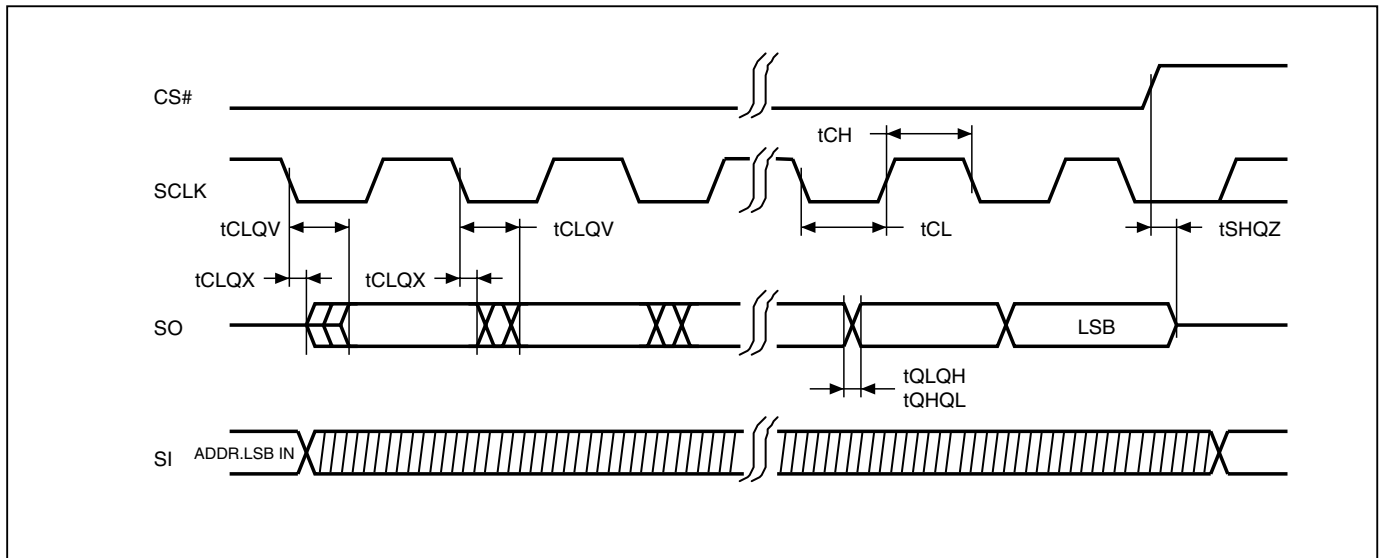 CS#
tCH
SCLK
tCLQV
tCLQV
tCL
tSHQZ
tCLQX
tCLQX
SO
LSB
tQLQH
tQHQL
SI
ADDR.LSB IN